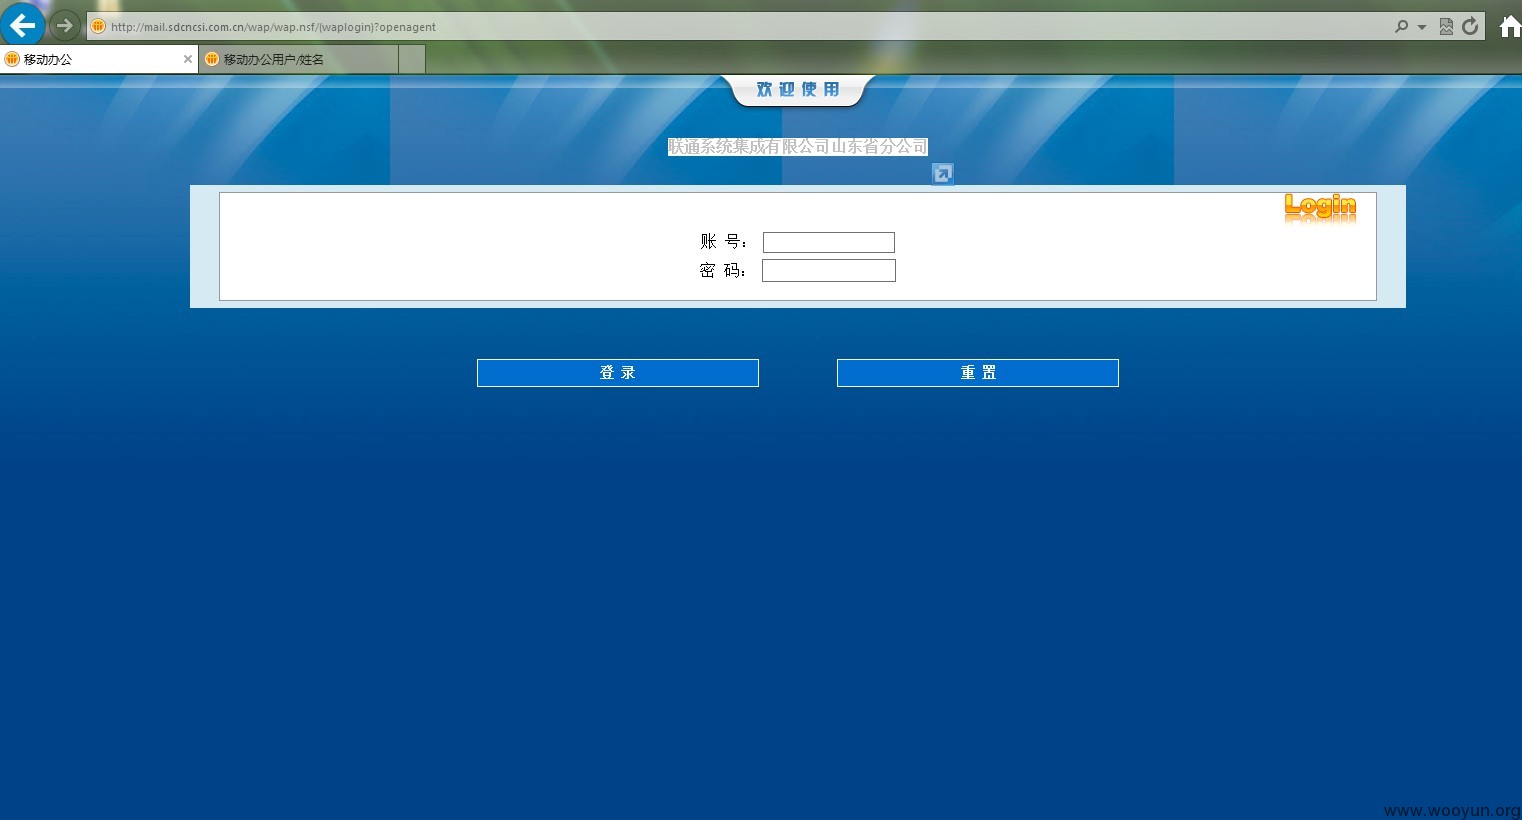 http://mail.sdcncsi.com.cn/wap/wap.nsf/(waplogin)?openagent
移动办公
移动办公用户/姓名
欢迎使用
联通系统集成有限公司山东省分公司
Login
账 号：
密 码：
登 录
重 置
www.wooyun.org